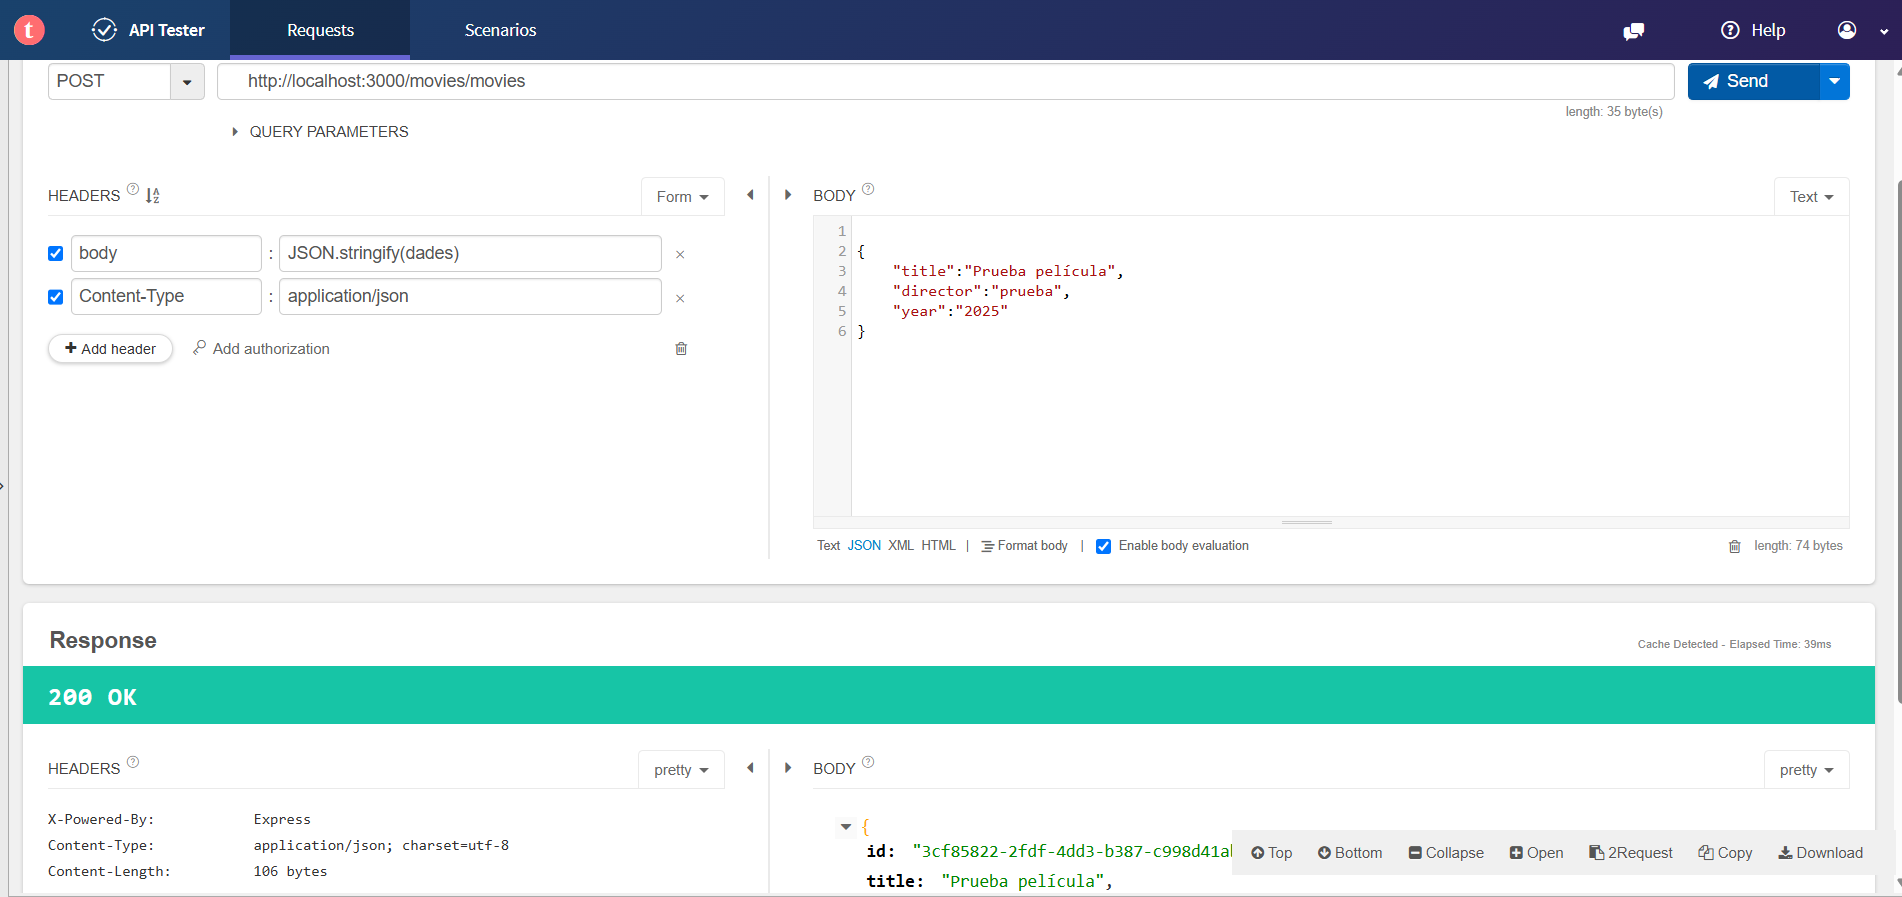 t API Tester Requests Scenarios Help
POST http://localhost:3000/movies/movies Send
length: 35 byte(s)
QUERY PARAMETERS
HEADERS ? Form BODY ? Text
body : JSON.stringify(dades) ×
Content-Type : application/json ×
+ Add header Add authorization
1
2 {
3 "title":"Prueba película",
4 "director":"prueba",
5 "year":"2025"
6 }
Text JSON XML HTML | Format body | Enable body evaluation length: 74 bytes
Response
Cache Detected - Elapsed Time: 39ms
200 OK
HEADERS ? pretty BODY ? pretty
X-Powered-By: Express
Content-Type: application/json; charset=utf-8
Content-Length: 106 bytes
{
id: "3cf85822-2fdf-4dd3-b387-c998d41a
title: "Prueba película",
Top Bottom Collapse Open 2Request Copy Download